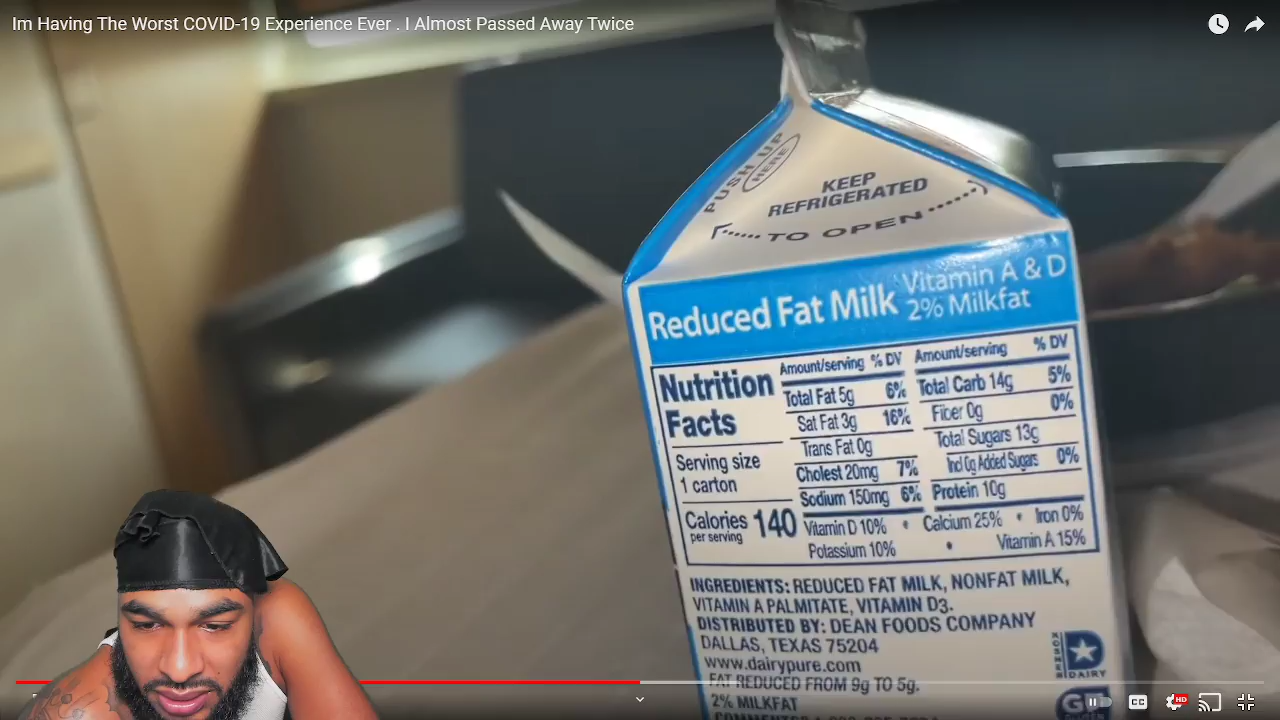 Im Having The Worst COVID-19 Experience Ever . I Almost Passed Away Twice
PUSH UP
HERE
KEEP
REFRIGERATED
TO OPEN
Reduced Fat Milk
Vitamin A & D
2% Milkfat
Nutrition
Facts
Serving size
1 carton
Calories 140
per serving
Amount/serving % DV
Total Fat 5g 6%
Sat Fat 3g 16%
Trans Fat 0g
Cholest 20mg 7%
Sodium 150mg 6%
Amount/serving % DV
Total Carb 14g 5%
Fiber 0g 0%
Total Sugars 13g
Incl 0g Added Sugars 0%
Protein 10g
Vitamin D 10% • Calcium 25% • Iron 0%
Potassium 10% • Vitamin A 15%
INGREDIENTS: REDUCED FAT MILK, NONFAT MILK,
VITAMIN A PALMITATE, VITAMIN D3.
DISTRIBUTED BY: DEAN FOODS COMPANY
DALLAS, TEXAS 75204
www.dairypure.com
FAT REDUCED FROM 9g TO 5g.
2% MILKFAT
KOSHER
D
DAIRY
CC
HD